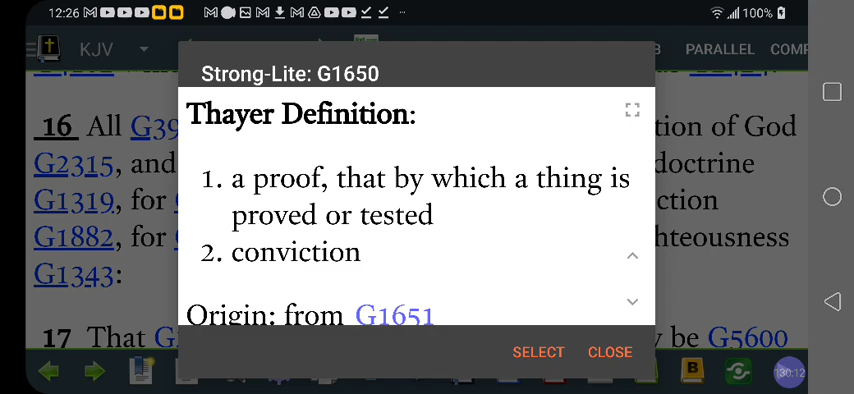 12:26 100%
KJV PARALLEL
Strong-Lite: G1650
Thayer Definition:
1. a proof, that by which a thing is
proved or tested
2. conviction
Origin: from G1651
SELECT CLOSE
16 All G39 tion of God
G2315, and doctrine
G1319, for ction
G1882, for hteousness
G1343:
17 That G be G5600
130:12